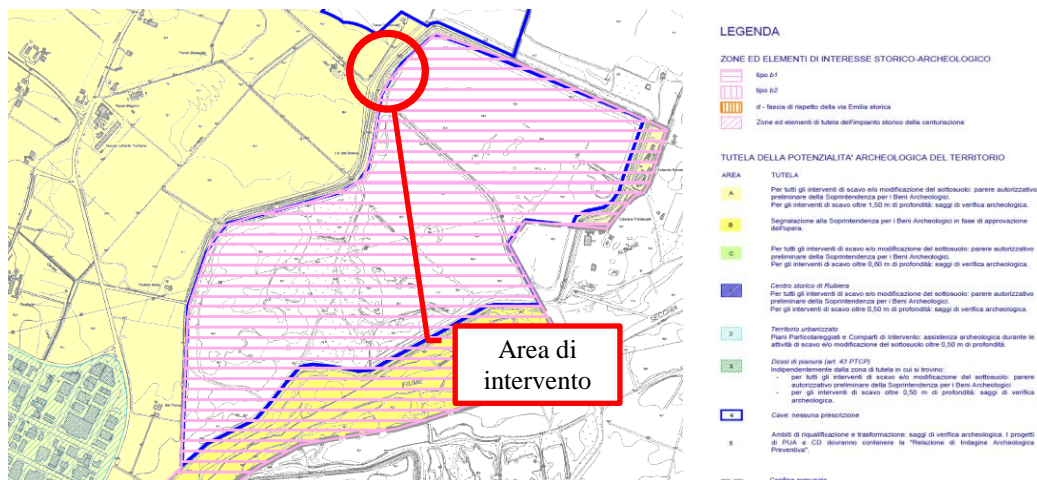 Area di
intervento
FIUME
SECCHIA
LEGENDA
ZONE ED ELEMENTI DI INTERESSE STORICO-ARCHEOLOGICO
tipo b1
tipo b2
d - fascia di rispetto della via Emilia storica
Zone ed elementi di tutela dell'impianto storico della centuriazione
TUTELA DELLA POTENZIALITA' ARCHEOLOGICA DEL TERRITORIO
AREA TUTELA
A Per tutti gli interventi di scavo e/o modificazione del sottosuolo: parere autorizzativo
preliminare della Soprintendenza per i Beni Archeologici.
Per gli interventi di scavo oltre 1,50 m di profondità: saggi di verifica archeologica.
B Segnalazione alla Soprintendenza per i Beni Archeologici in fase di approvazione
dell'opera.
C Per tutti gli interventi di scavo e/o modificazione del sottosuolo: parere autorizzativo
preliminare della Soprintendenza per i Beni Archeologici.
Per gli interventi di scavo oltre 0,80 m di profondità: saggi di verifica archeologica.
Centro storico di Rubiera
Per tutti gli interventi di scavo e/o modificazione del sottosuolo: parere autorizzativo
preliminare della Soprintendenza per i Beni Archeologici.
Per gli interventi di scavo oltre 0,50 m di profondità: saggi di verifica archeologica.
2 Territorio urbanizzato
Piani Particolareggiati e Comparti di Intervento: assistenza archeologica durante le
attività di scavo e/o modificazione del sottosuolo oltre 0,50 m di profondità.
3 Dossi di pianura (art. 43 PTCP)
Indipendentemente dalla zona di tutela in cui si trovino:
- per tutti gli interventi di scavo e/o modificazione del sottosuolo: parere
autorizzativo preliminare della Soprintendenza per i Beni Archeologici
- per gli interventi di scavo oltre 0,50 m di profondità: saggi di verifica
archeologica.
4 Cave: nessuna prescrizione
5 Ambiti di riqualificazione e trasformazione: saggi di verifica archeologica. I progetti
di PUA e CD dovranno contenere la "Relazione di Indagine Archeologica
Preventiva".
Confine comunale